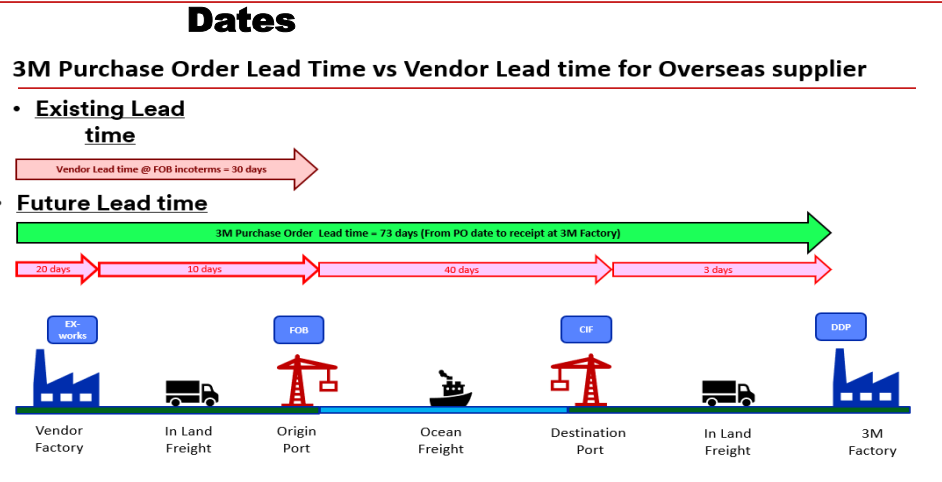 Dates
3M Purchase Order Lead Time vs Vendor Lead time for Overseas supplier
• Existing Lead
time
Vendor Lead time @ FOB incoterms = 30 days
• Future Lead time
3M Purchase Order Lead time = 73 days (From PO date to receipt at 3M Factory)
20 days
10 days
40 days
3 days
EX-
works
FOB
CIF
DDP
Vendor
Factory
In Land
Freight
Origin
Port
Ocean
Freight
Destination
Port
In Land
Freight
3M
Factory